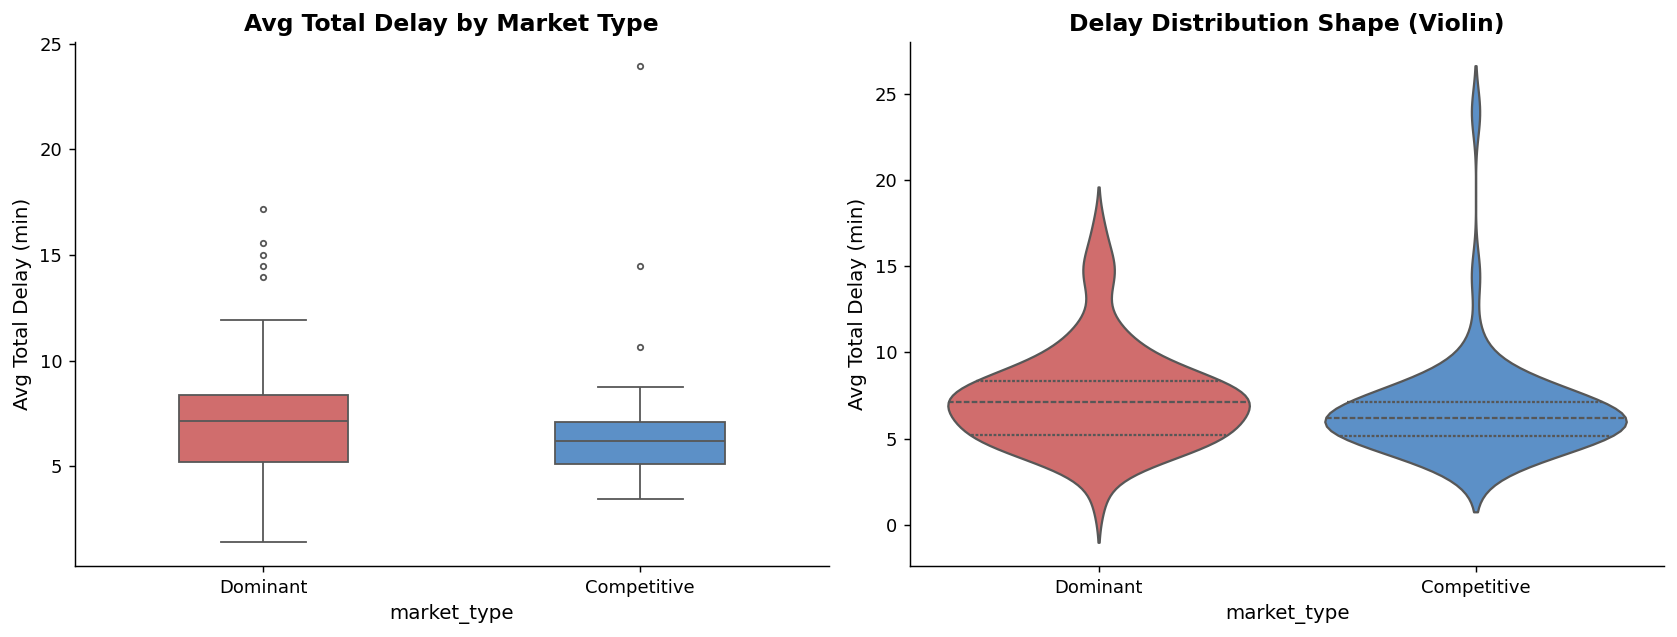 Avg Total Delay by Market Type
Avg Total Delay (min)
25
20
15
10
5
Dominant
Competitive
market_type
Delay Distribution Shape (Violin)
Avg Total Delay (min)
25
20
15
10
5
0
Dominant
Competitive
market_type